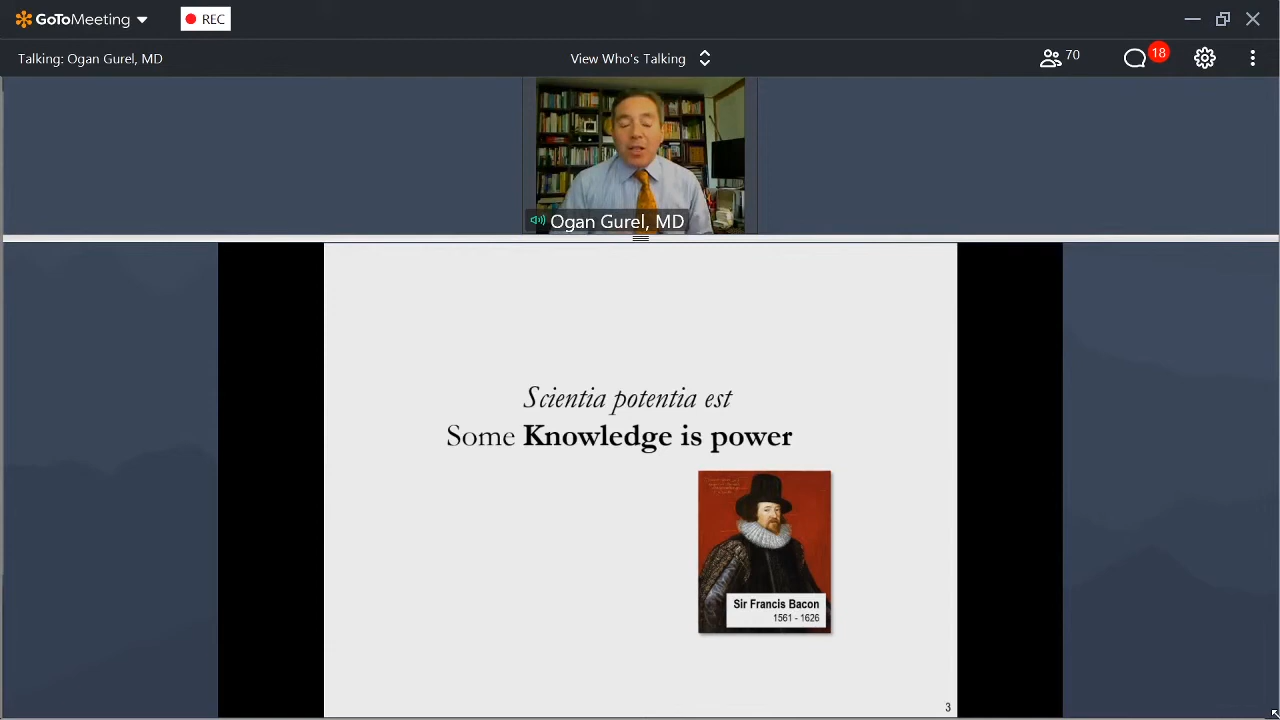 GoToMeeting
REC
Talking: Ogan Gurel, MD
View Who's Talking
70
18
Ogan Gurel, MD
Scientia potentia est
Some Knowledge is power
Sir Francis Bacon
1561 - 1626
3